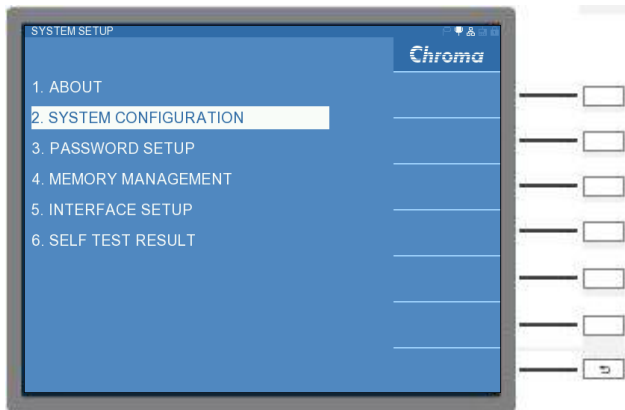 SYSTEM SETUP
Chroma
1. ABOUT
2. SYSTEM CONFIGURATION
3. PASSWORD SETUP
4. MEMORY MANAGEMENT
5. INTERFACE SETUP
6. SELF TEST RESULT